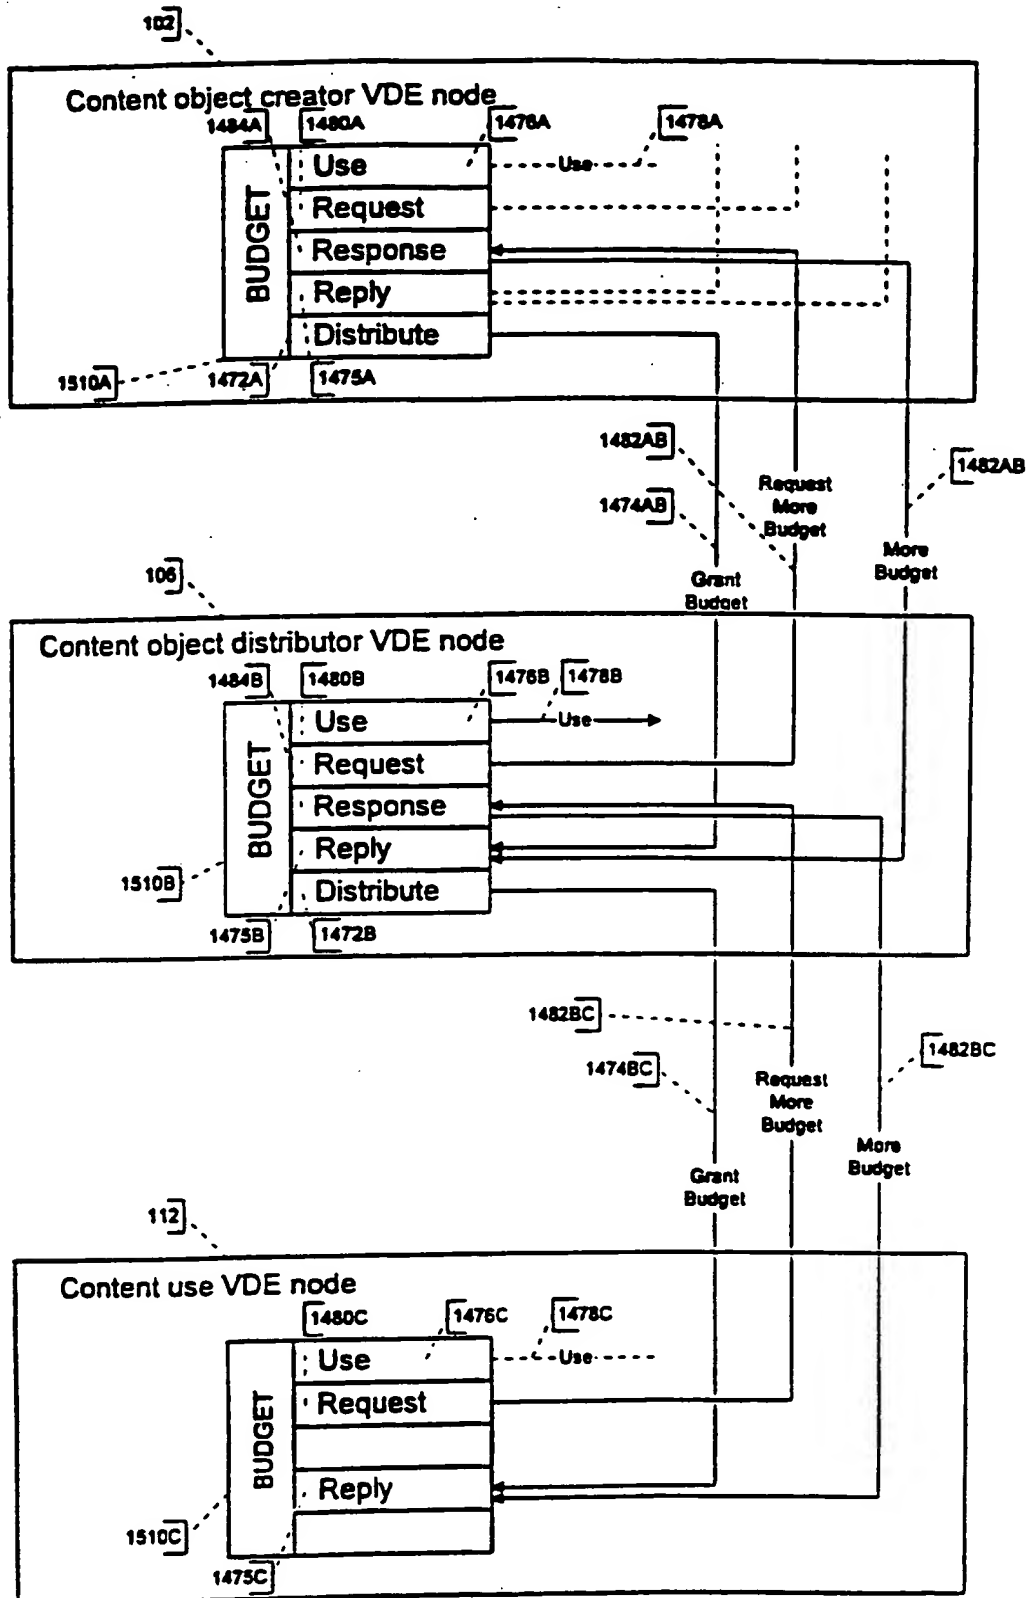 102
Content object creator VDE node
1484A
1480A
1476A
1478A
BUDGET
Use
Use
Request
Response
Reply
Distribute
1510A
1472A
1475A
1482AB
1482AB
1474AB
Request
More
Budget
More
Budget
Grant
Budget
106
Content object distributor VDE node
1484B
1480B
1476B
1478B
BUDGET
Use
Use
Request
Response
Reply
Distribute
1510B
1475B
1472B
1482BC
1482BC
1474BC
Request
More
Budget
More
Budget
Grant
Budget
112
Content use VDE node
1480C
1476C
1478C
BUDGET
Use
Use
Request
Reply
1510C
1475C